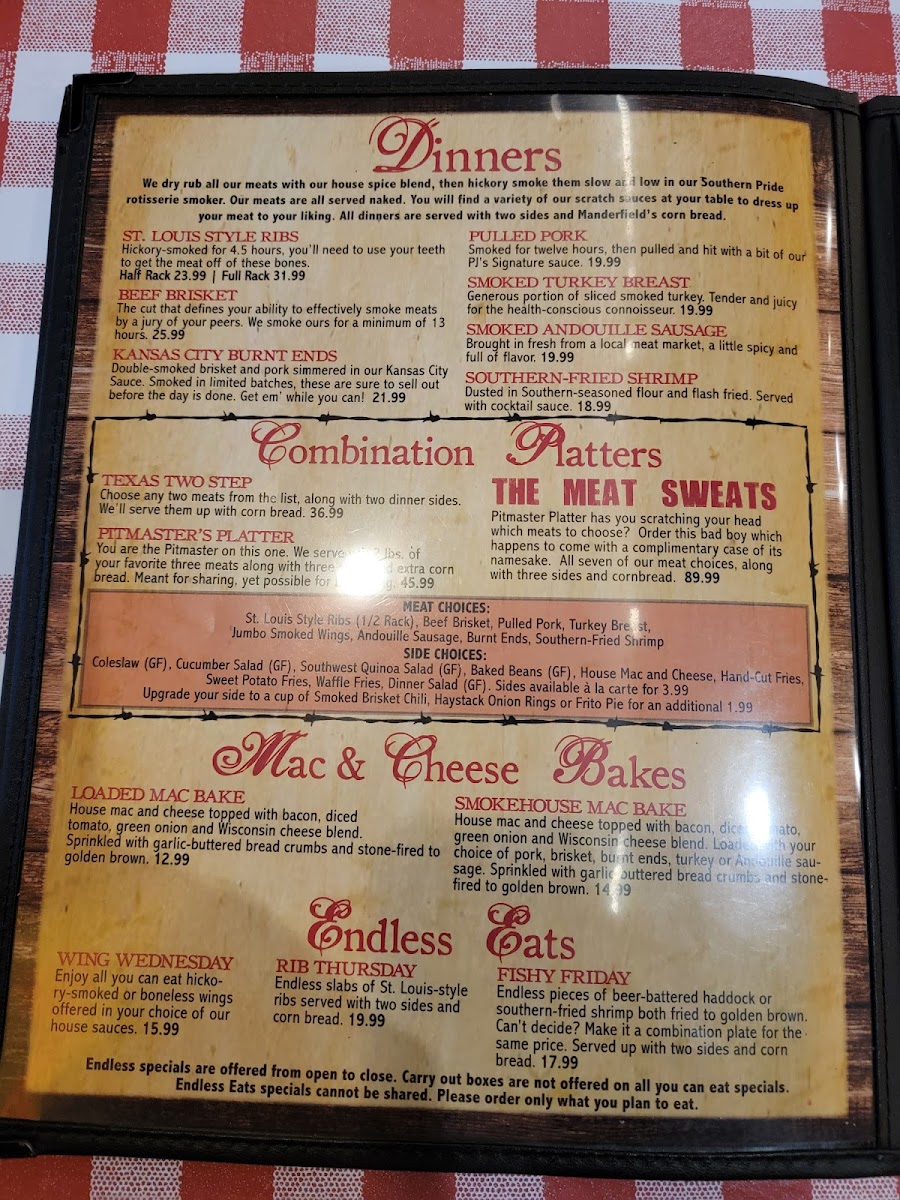 Dinners
We dry rub all our meats with our house spice blend, then hickory smoke them slow and low in our Southern Pride
rotisserie smoker. Our meats are all served naked. You will find a variety of our scratch sauces at your table to dress up
your meat to your liking. All dinners are served with two sides and Manderfield's corn bread.
ST. LOUIS STYLE RIBS
Hickory-smoked for 4.5 hours, you'll need to use your teeth
to get the meat off of these bones.
Half Rack 23.99 | Full Rack 31.99
BEEF BRISKET
The cut that defines your ability to effectively smoke meats
by a jury of your peers. We smoke ours for a minimum of 13
hours. 25.99
KANSAS CITY BURNT ENDS
Double-smoked brisket and pork simmered in our Kansas City
Sauce. Smoked in limited batches, these are sure to sell out
before the day is done. Get em' while you can! 21.99
PULLED PORK
Smoked for twelve hours, then pulled and hit with a bit of our
PJ's Signature sauce. 19.99
SMOKED TURKEY BREAST
Generous portion of sliced smoked turkey. Tender and juicy
for the health-conscious connoisseur. 19.99
SMOKED ANDOUILLE SAUSAGE
Brought in fresh from a local meat market, a little spicy and
full of flavor. 19.99
SOUTHERN-FRIED SHRIMP
Dusted in Southern-seasoned flour and flash fried. Served
with cocktail sauce. 18.99
Combination Platters
TEXAS TWO STEP
Choose any two meats from the list, along with two dinner sides.
We'll serve them up with corn bread. 36.99
PITMASTER'S PLATTER
You are the Pitmaster on this one. We serve lbs. of
your favorite three meats along with three extra corn
bread. Meant for sharing, yet possible for 45.99
THE MEAT SWEATS
Pitmaster Platter has you scratching your head
which meats to choose? Order this bad boy which
happens to come with a complimentary case of its
namesake. All seven of our meat choices, along
with three sides and cornbread. 89.99
MEAT CHOICES:
St. Louis Style Ribs (1/2 Rack), Beef Brisket, Pulled Pork, Turkey Breast,
Jumbo Smoked Wings, Andouille Sausage, Burnt Ends, Southern-Fried Shrimp
SIDE CHOICES:
Coleslaw (GF), Cucumber Salad (GF), Southwest Quinoa Salad (GF), Baked Beans (GF), House Mac and Cheese, Hand-Cut Fries,
Sweet Potato Fries, Waffle Fries, Dinner Salad (GF). Sides available à la carte for 3.99
Upgrade your side to a cup of Smoked Brisket Chili, Haystack Onion Rings or Frito Pie for an additional 1.99
Mac & Cheese Bakes
LOADED MAC BAKE
House mac and cheese topped with bacon, diced
tomato, green onion and Wisconsin cheese blend.
Sprinkled with garlic-buttered bread crumbs and stone-fired to
golden brown. 12.99
SMOKEHOUSE MAC BAKE
House mac and cheese topped with bacon, diced tomato,
green onion and Wisconsin cheese blend. Loaded with your
choice of pork, brisket, burnt ends, turkey or Andouille sau-
sage. Sprinkled with garlic-buttered bread crumbs and stone-
fired to golden brown. 14.99
Endless Eats
WING WEDNESDAY
Enjoy all you can eat hicko-
ry-smoked or boneless wings
offered in your choice of our
house sauces. 15.99
RIB THURSDAY
Endless slabs of St. Louis-style
ribs served with two sides and
corn bread. 19.99
FISHY FRIDAY
Endless pieces of beer-battered haddock or
southern-fried shrimp both fried to golden brown.
Can't decide? Make it a combination plate for the
same price. Served up with two sides and corn
bread. 17.99
Endless specials are offered from open to close. Carry out boxes are not offered on all you can eat specials.
Endless Eats specials cannot be shared. Please order only what you plan to eat.